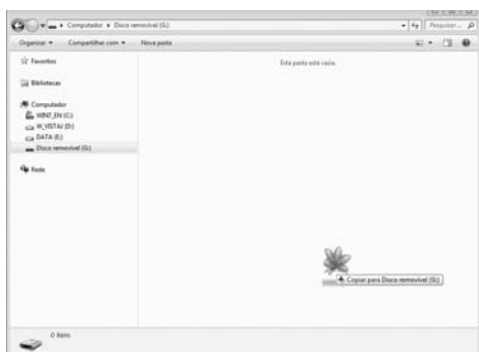 Computador ▸ Disco removível (G:)
Pesquisar...
Organizar
Compartilhar com
Nova pasta
Favoritos
Esta pasta está vazia.
Bibliotecas
Computador
WIN7_EN (C:)
W_VISTAJ (D:)
DATA (E:)
Disco removível (G:)
Rede
Copiar para Disco removível (G:)
0 itens